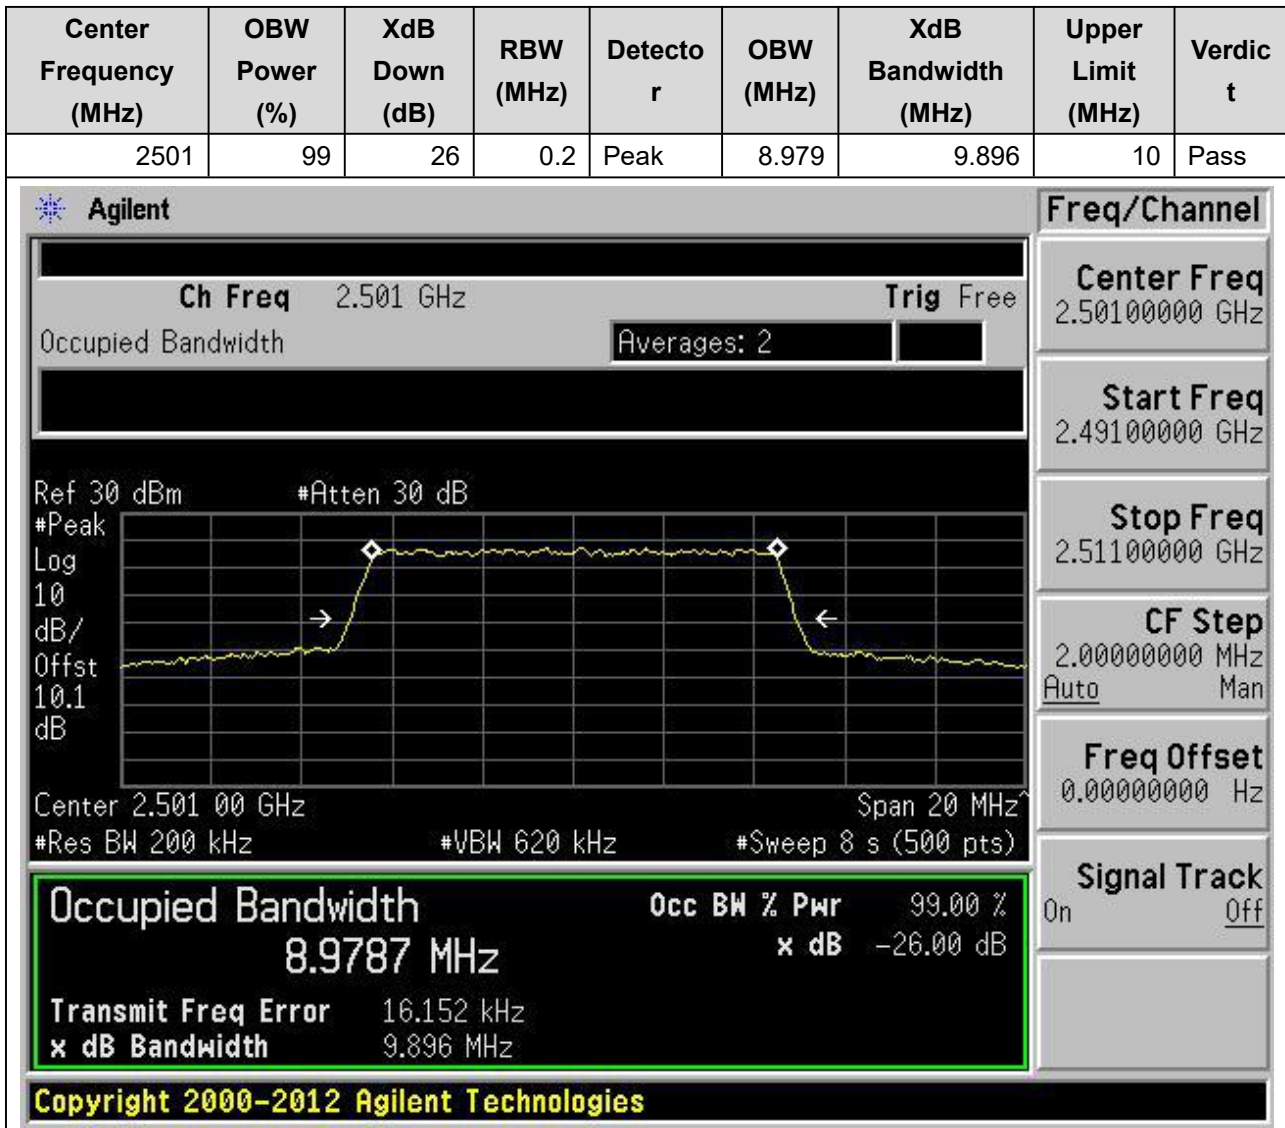 Center Frequency (MHz) OBW Power (%) XdB Down (dB) RBW (MHz) Detector OBW (MHz) XdB Bandwidth (MHz) Upper Limit (MHz) Verdict
2501 99 26 0.2 Peak 8.979 9.896 10 Pass
Agilent
Freq/Channel
Ch Freq 2.501 GHz Trig Free
Occupied Bandwidth Averages: 2
Ref 30 dBm #Atten 30 dB
#Peak
Log
10
dB/
Offst
10.1
dB
Center 2.501 00 GHz Span 20 MHz^
#Res BW 200 kHz #VBW 620 kHz #Sweep 8 s (500 pts)
Occupied Bandwidth Occ BW % Pwr 99.00 %
8.9787 MHz x dB -26.00 dB
Transmit Freq Error 16.152 kHz
x dB Bandwidth 9.896 MHz
Center Freq
2.50100000 GHz
Start Freq
2.49100000 GHz
Stop Freq
2.51100000 GHz
CF Step
2.00000000 MHz
Auto Man
Freq Offset
0.00000000 Hz
Signal Track
On Off
Copyright 2000-2012 Agilent Technologies